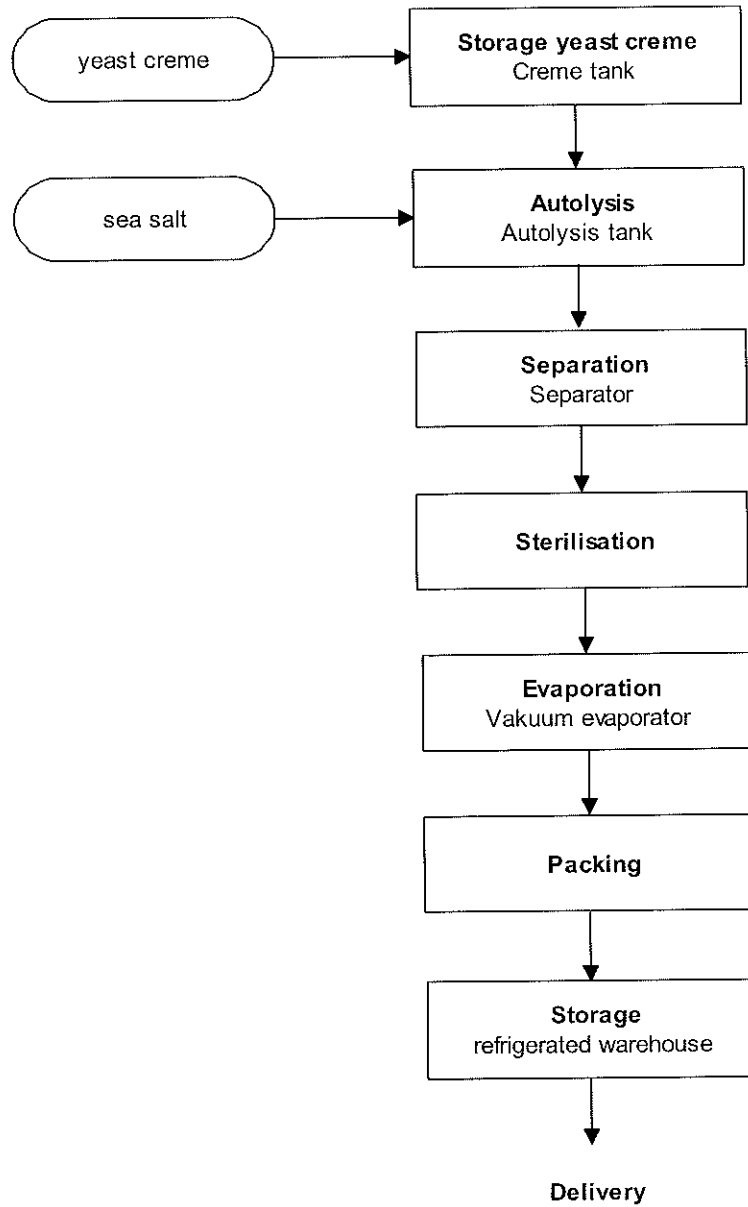 yeast creme
Storage yeast creme
Creme tank
sea salt
Autolysis
Autolysis tank
Separation
Separator
Sterilisation
Evaporation
Vakuum evaporator
Packing
Storage
refrigerated warehouse
Delivery